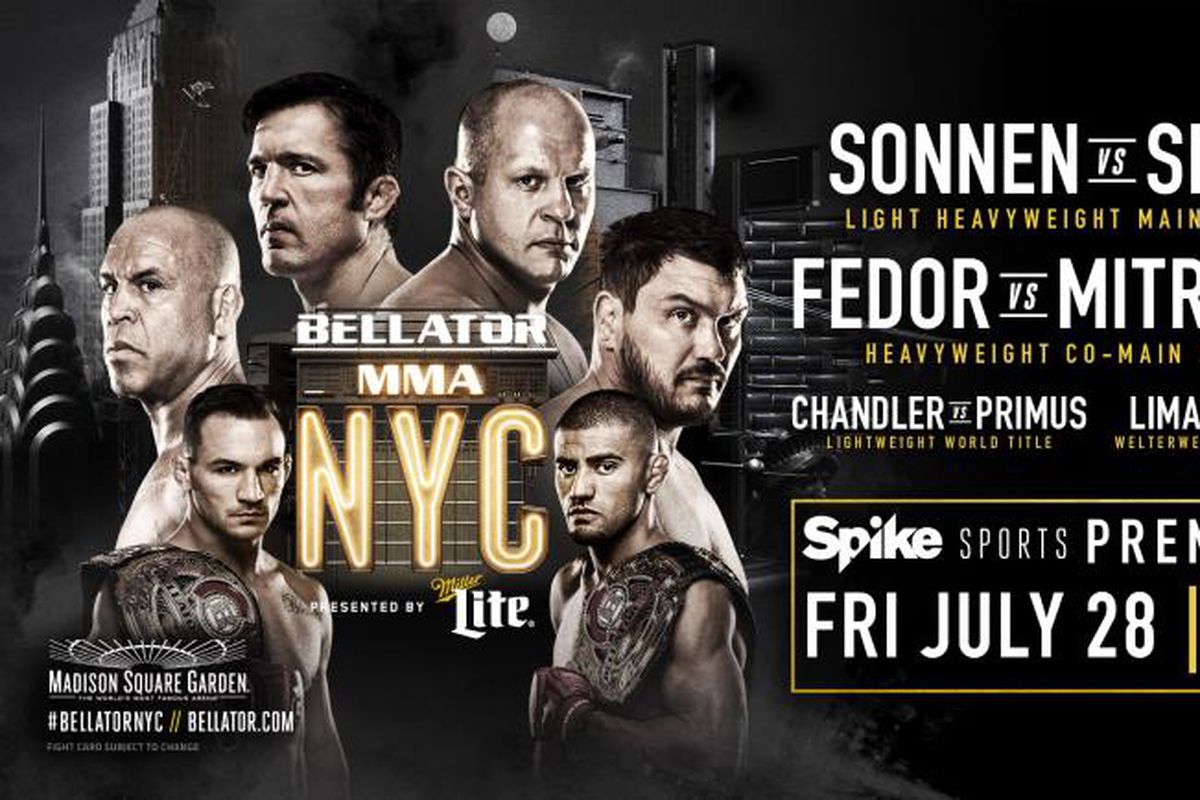 BELLATOR
MMA
NYC
PRESENTED BY
Miller
Lite
MADISON SQUARE GARDEN
THE WORLD'S MOST FAMOUS ARENA
#BELLATORNYC // BELLATOR.COM
FIGHT CARD SUBJECT TO CHANGE
SONNEN VS
LIGHT HEAVYWEIGHT MAIN
FEDOR VS MITR
HEAVYWEIGHT CO-MAIN
CHANDLER VS PRIMUS
LIGHTWEIGHT WORLD TITLE
LIMA
WELTERWE
Spike SPORTS PREM
FRI JULY 28